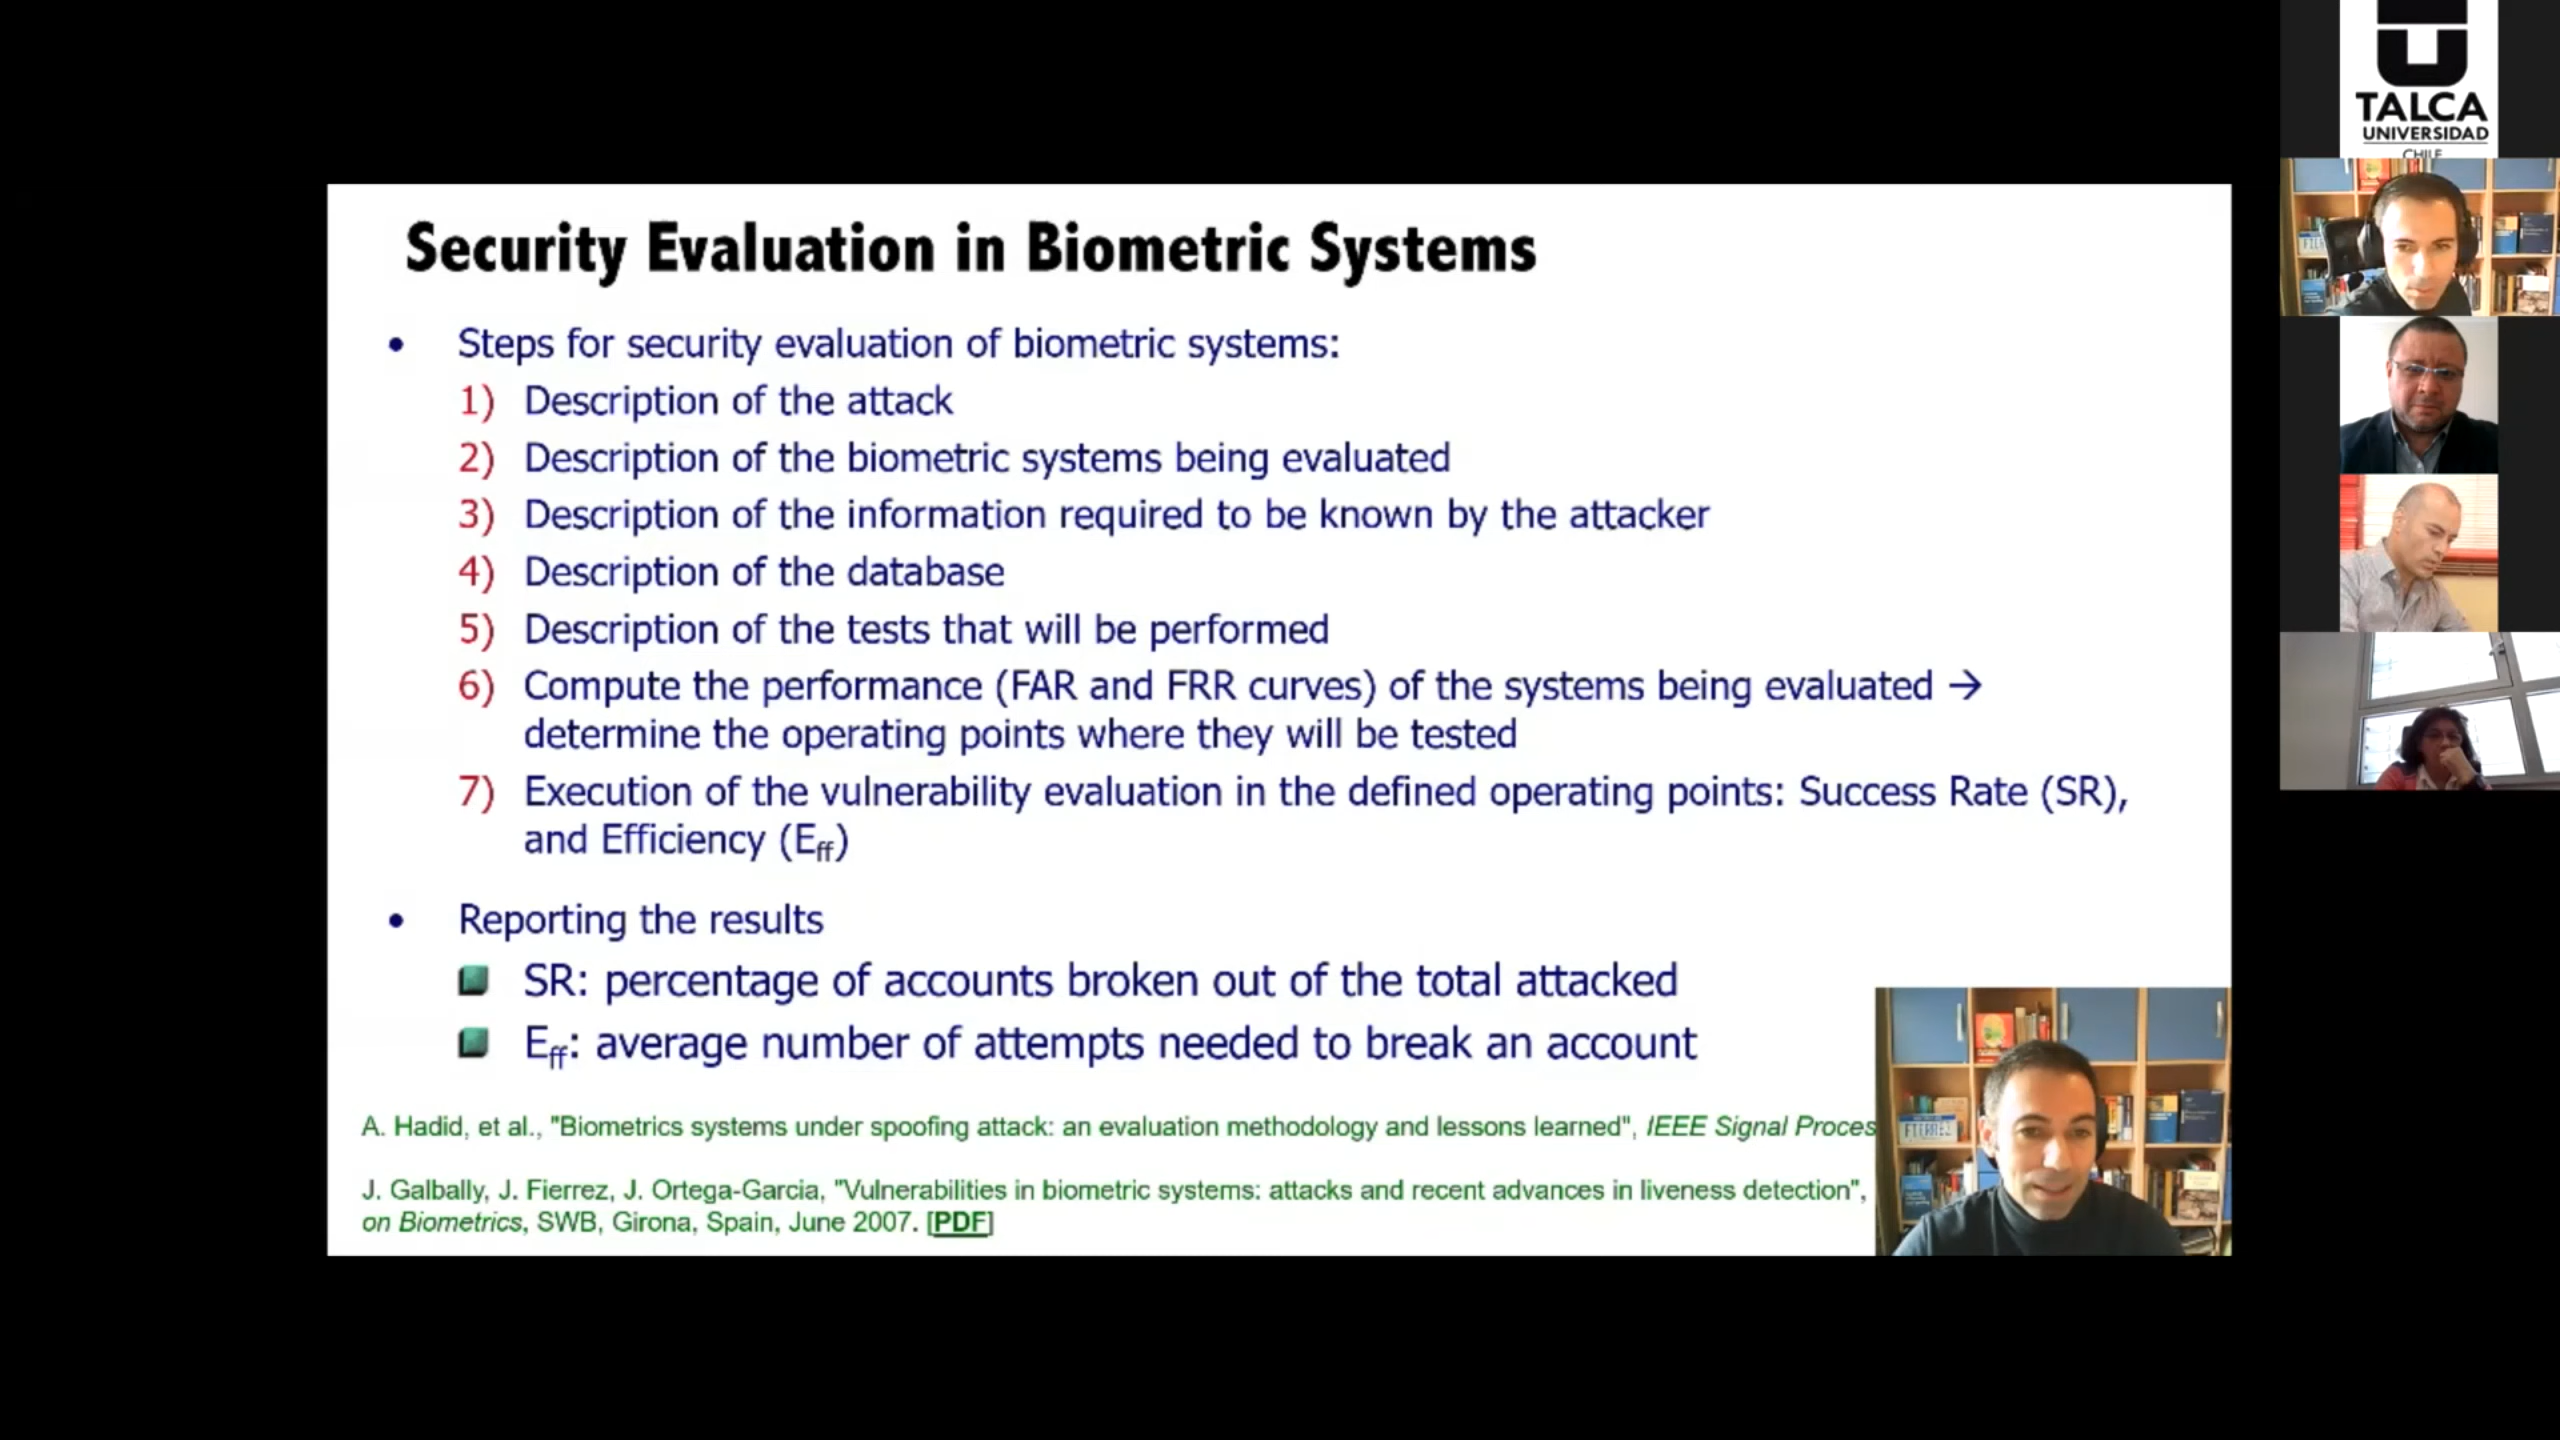 Security Evaluation in Biometric Systems
• Steps for security evaluation of biometric systems:
1) Description of the attack
2) Description of the biometric systems being evaluated
3) Description of the information required to be known by the attacker
4) Description of the database
5) Description of the tests that will be performed
6) Compute the performance (FAR and FRR curves) of the systems being evaluated →
determine the operating points where they will be tested
7) Execution of the vulnerability evaluation in the defined operating points: Success Rate (SR),
and Efficiency (Eff)
• Reporting the results
SR: percentage of accounts broken out of the total attacked
Eff: average number of attempts needed to break an account
A. Hadid, et al., "Biometrics systems under spoofing attack: an evaluation methodology and lessons learned", IEEE Signal Proces
J. Galbally, J. Fierrez, J. Ortega-Garcia, "Vulnerabilities in biometric systems: attacks and recent advances in liveness detection",
on Biometrics, SWB, Girona, Spain, June 2007. [PDF]
TALCA
UNIVERSIDAD
CHILE